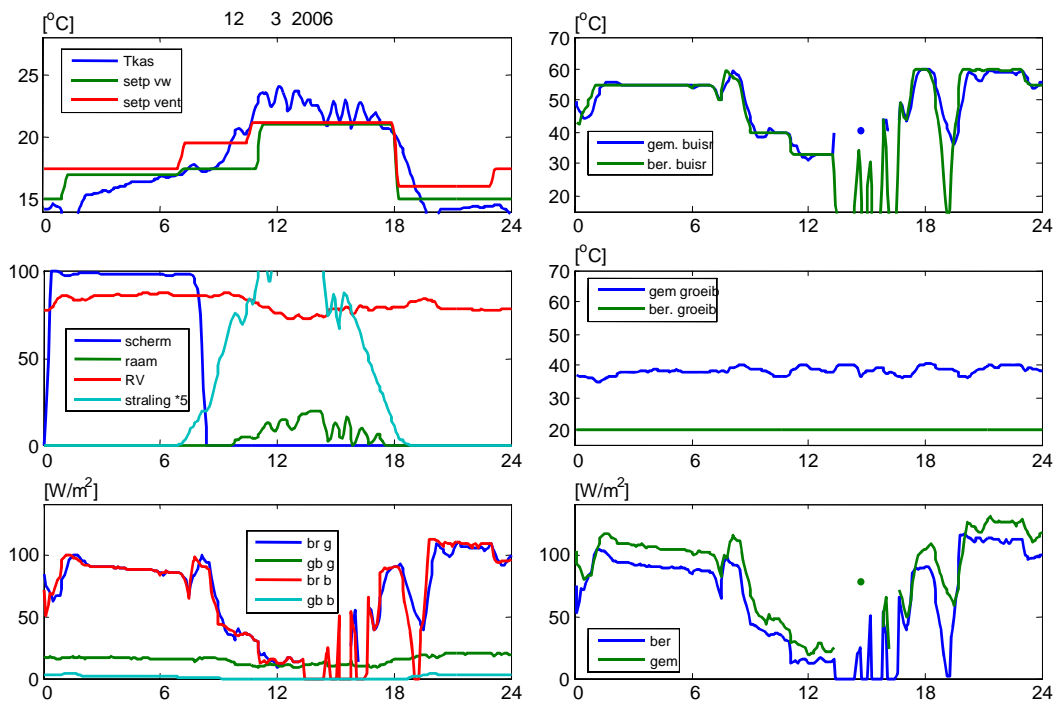 [°C] 12 3 2006
25
20
15
0 6 12 18 24
Tkas
setp vw
setp vent
70
60
50
40
30
20
0 6 12 18 24
gem. buisr
ber. buisr
100
50
0
0 6 12 18 24
scherm
raam
RV
straling *5
[°C]
70
60
50
40
30
20
0 6 12 18 24
gem groeib
ber. groeib
[W/m²]
100
50
0
0 6 12 18 24
br g
gb g
br b
gb b
[W/m²]
100
50
0
0 6 12 18 24
ber
gem
[°C]